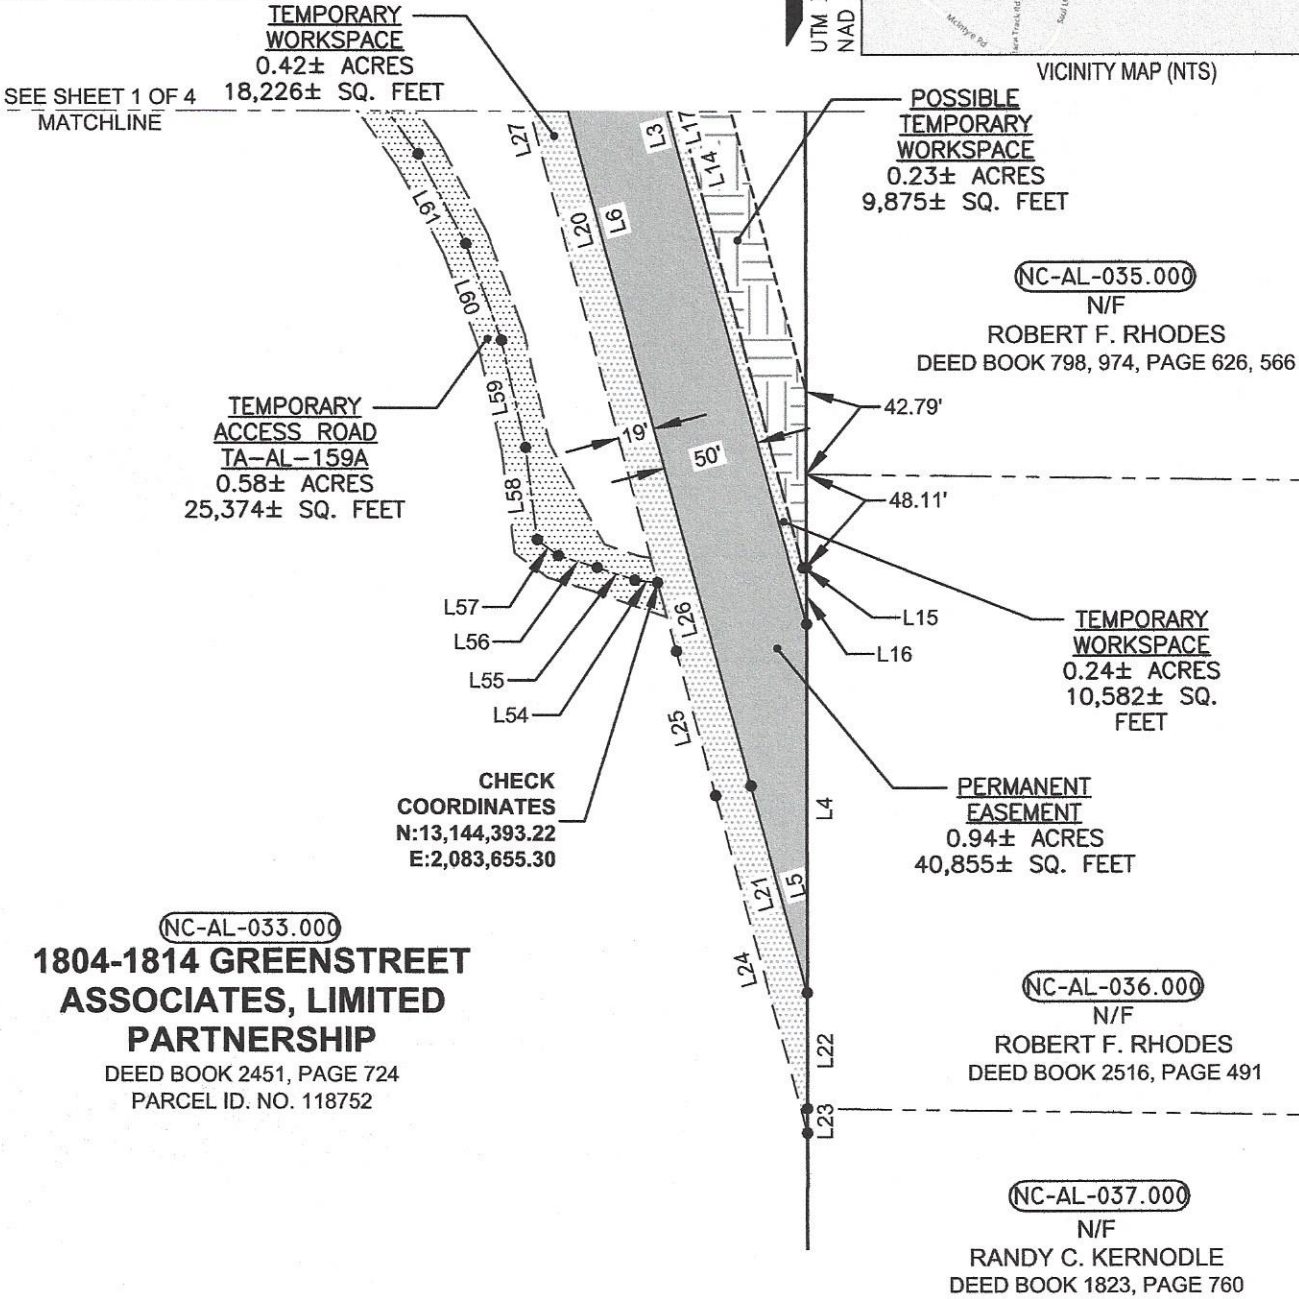 TEMPORARY
WORKSPACE
0.42± ACRES
18,226± SQ. FEET
SEE SHEET 1 OF 4
MATCHLINE
UTM
NAD
McIntyre Rd
VICINITY MAP (NTS)
POSSIBLE
TEMPORARY
WORKSPACE
0.23± ACRES
9,875± SQ. FEET
L27
L3
L17
L14
L61
L20
L6
L60
NC-AL-035.000
N/F
ROBERT F. RHODES
DEED BOOK 798, 974, PAGE 626, 566
TEMPORARY
ACCESS ROAD
TA-AL-159A
0.58± ACRES
25,374± SQ. FEET
L59
42.79'
19'
50'
L58
48.11'
L57
L56
L55
L54
L26
L15
L16
TEMPORARY
WORKSPACE
0.24± ACRES
10,582± SQ.
FEET
L25
CHECK
COORDINATES
N:13,144,393.22
E:2,083,655.30
L4
PERMANENT
EASEMENT
0.94± ACRES
40,855± SQ. FEET
L21
L5
L24
NC-AL-033.000
1804-1814 GREENSTREET
ASSOCIATES, LIMITED
PARTNERSHIP
DEED BOOK 2451, PAGE 724
PARCEL ID. NO. 118752
NC-AL-036.000
N/F
ROBERT F. RHODES
DEED BOOK 2516, PAGE 491
L22
L23
NC-AL-037.000
N/F
RANDY C. KERNODLE
DEED BOOK 1823, PAGE 760